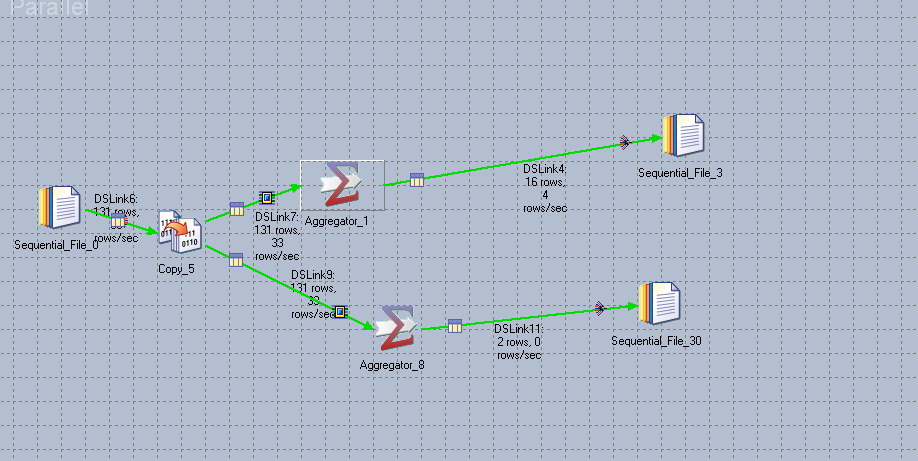 Parallel
DSLink4:
16 rows,
4
rows/sec
Sequential_File_3
DSLink6:
131 rows,
33
rows/sec
Sequential_File_0
DSLink7:
131 rows,
33
rows/sec
Aggregator_1
Copy_5
DSLink9:
131 rows,
33
rows/sec
Aggregator_8
DSLink11:
2 rows, 0
rows/sec
Sequential_File_30